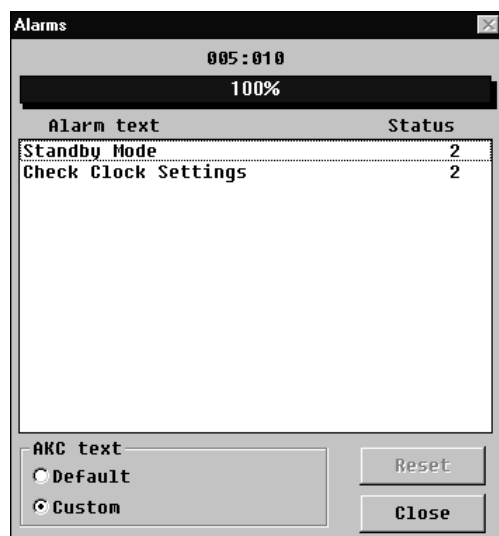 Alarms
005:010
100%
Alarm text Status
Standby Mode 2
Check Clock Settings 2
AKC text
Default
Custom
Reset
Close